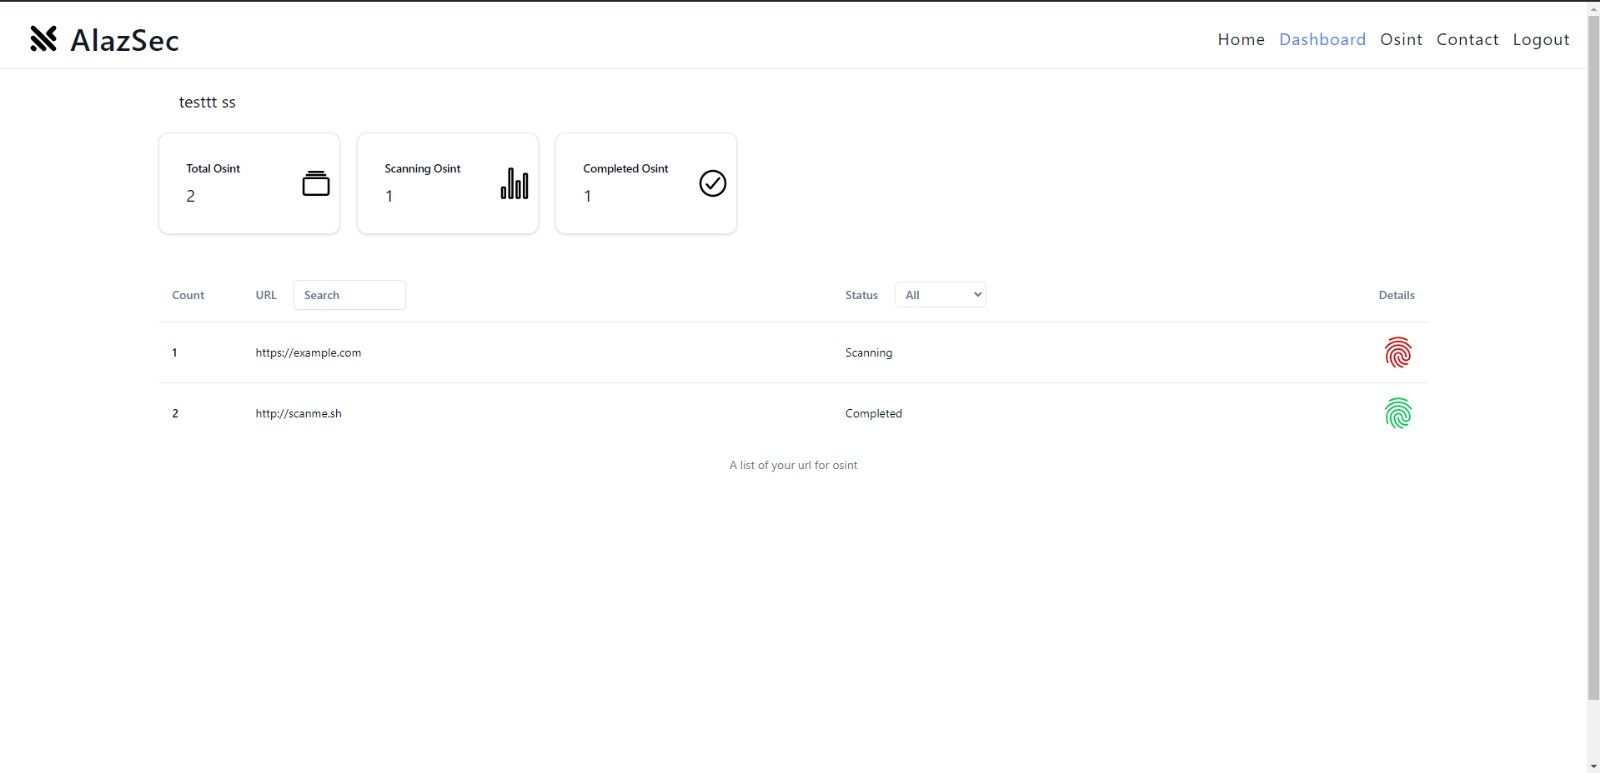 AlazSec
Home Dashboard Osint Contact Logout
testtt ss
Total Osint
2
Scanning Osint
1
Completed Osint
1
Count URL Search Status All Details
1 https://example.com Scanning
2 http://scanme.sh Completed
A list of your url for osint